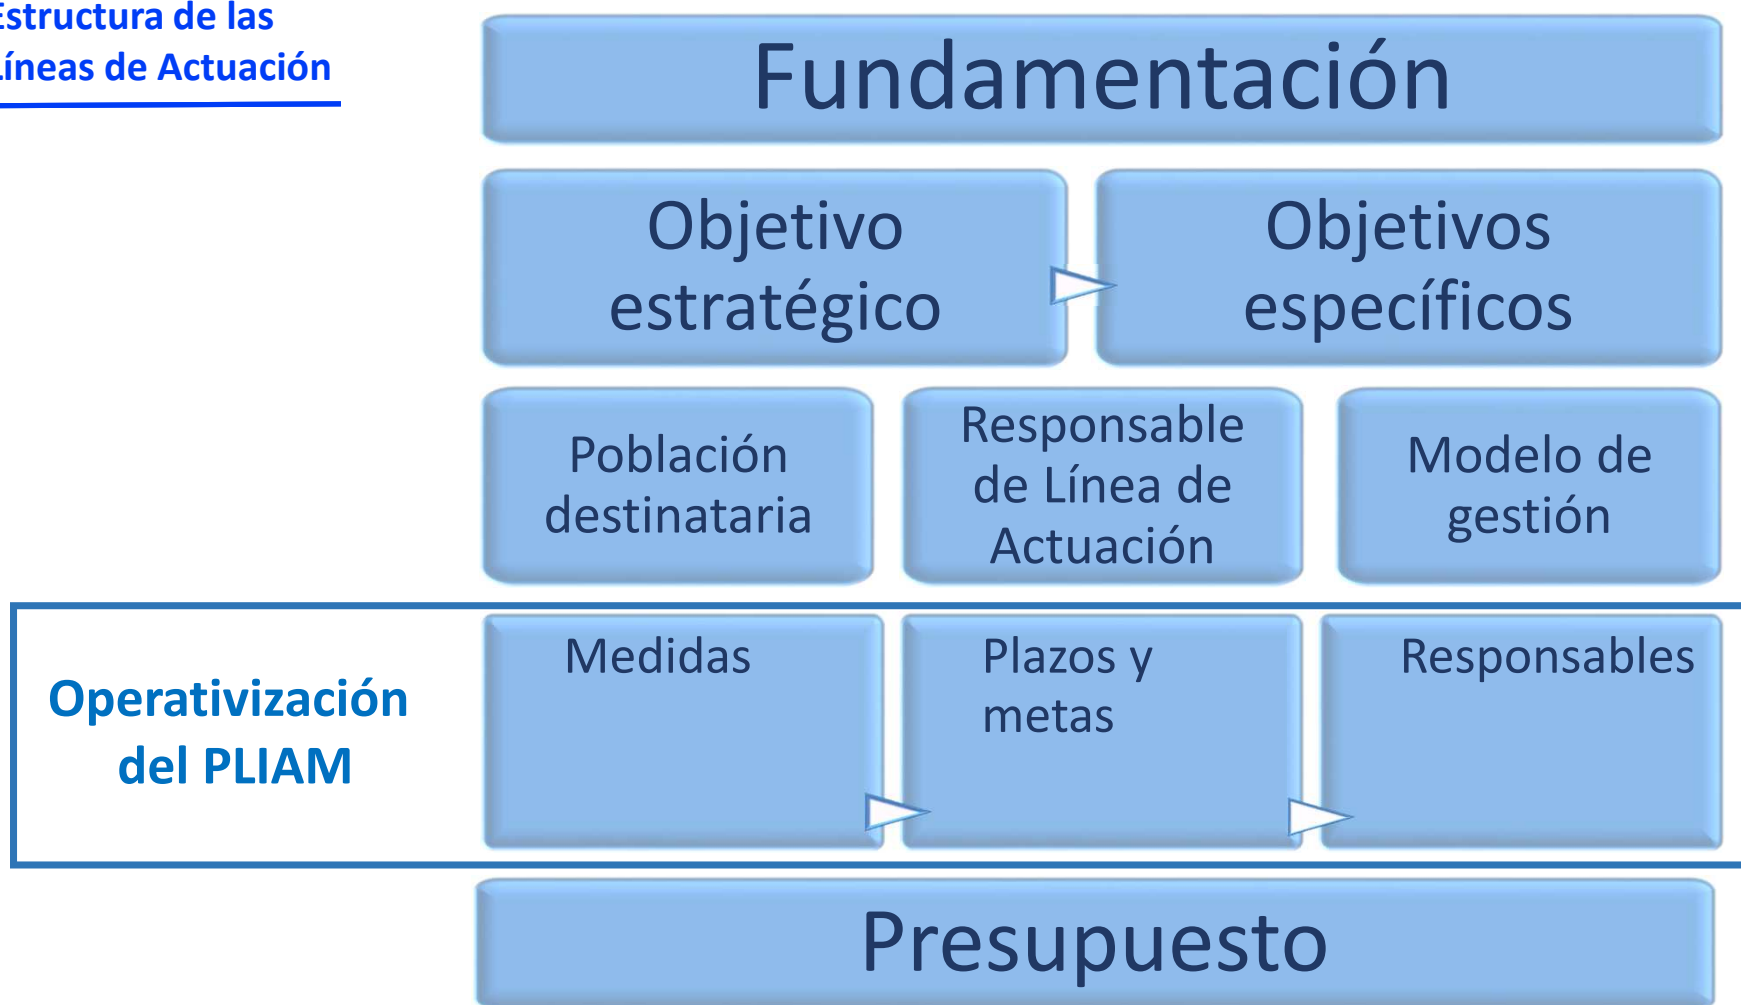 Estructura de las
Líneas de Actuación
Fundamentación
Objetivo
estratégico
Objetivos
específicos
Población
destinataria
Responsable
de Línea de
Actuación
Modelo de
gestión
Operativización
del PLIAM
Medidas
Plazos y
metas
Responsables
Presupuesto